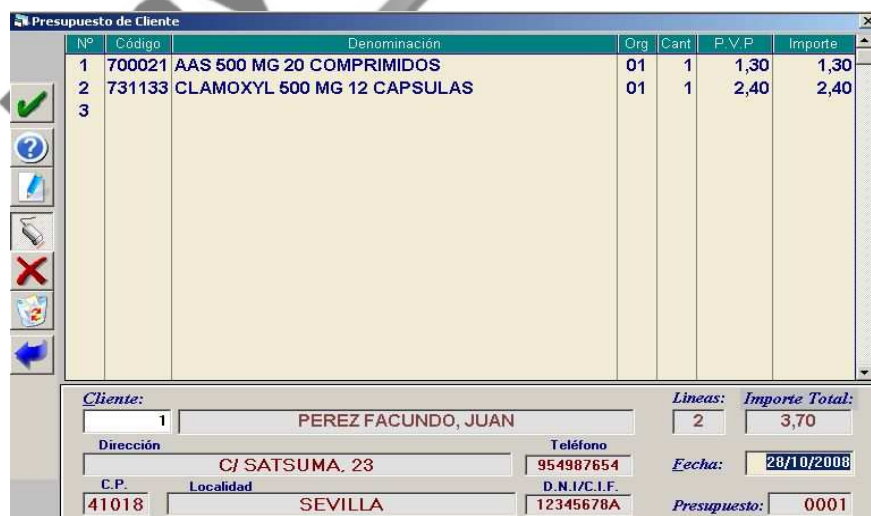 Presupuesto de Cliente
Nº Código Denominación Org Cant P.V.P Importe
1 700021 AAS 500 MG 20 COMPRIMIDOS 01 1 1,30 1,30
2 731133 CLAMOXYL 500 MG 12 CAPSULAS 01 1 2,40 2,40
3
Cliente: Lineas: Importe Total:
1 PEREZ FACUNDO, JUAN 2 3,70
Dirección Teléfono
C/ SATSUMA, 23 954987654 Fecha: 28/10/2008
C.P. Localidad D.N.I/C.I.F.
41018 SEVILLA 12345678A Presupuesto: 0001